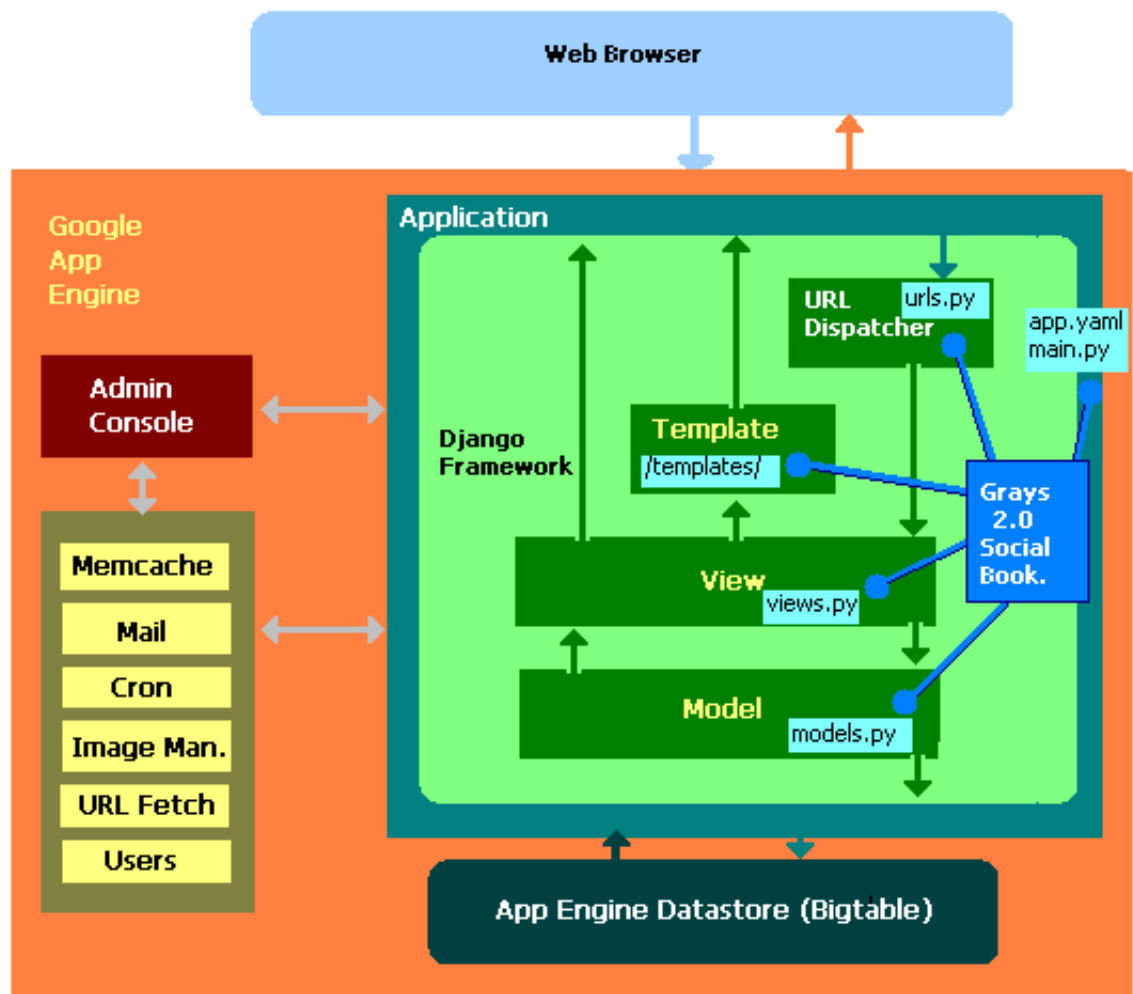 Web Browser
Google
App
Engine
Application
URL
Dispatcher
urls.py
app.yaml
main.py
Admin
Console
Django
Framework
Template
/templates/
Grays
2.0
Social
Book.
Memcache
Mail
Cron
Image Man.
URL Fetch
Users
View
views.py
Model
models.py
App Engine Datastore (Bigtable)